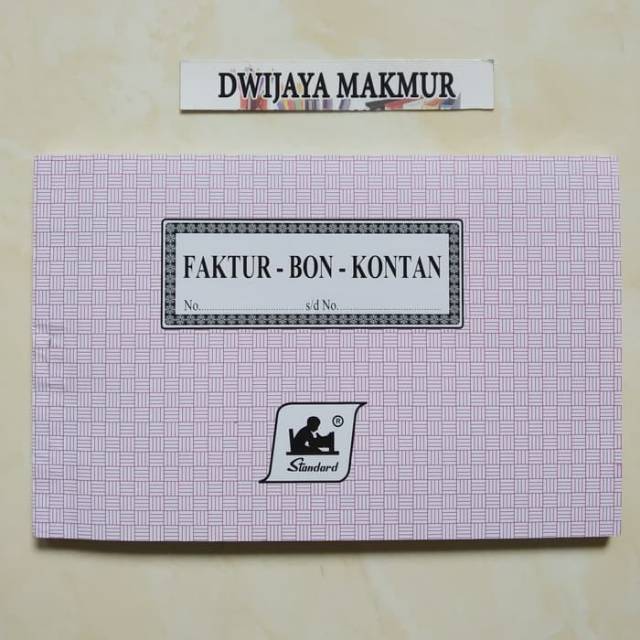 DWIJAYA MAKMUR
FAKTUR - BON - KONTAN
No............................ s/d No............................
®
Standard